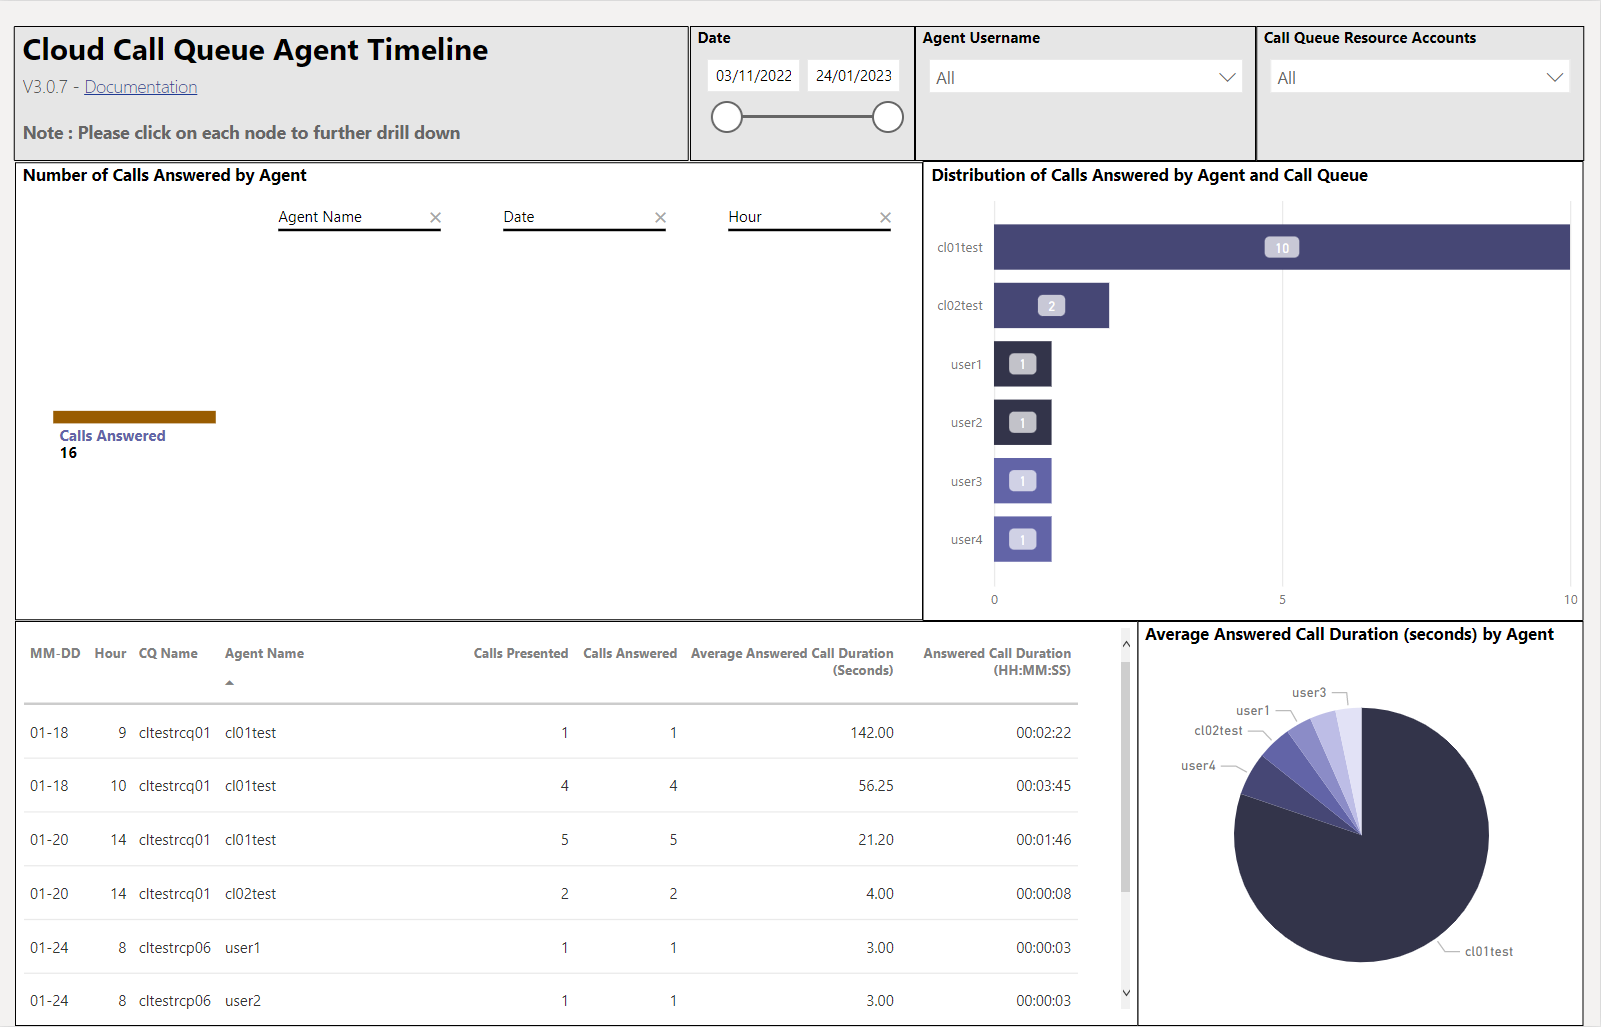 Cloud Call Queue Agent Timeline
V3.0.7 - Documentation
Note : Please click on each node to further drill down
Date
03/11/2022 24/01/2023
Agent Username
All
Call Queue Resource Accounts
All
Number of Calls Answered by Agent
Agent Name
Date
Hour
Calls Answered
16
Distribution of Calls Answered by Agent and Call Queue
cl01test 10
cl02test 2
user1 1
user2 1
user3 1
user4 1
0 5 10
MM-DD Hour CQ Name Agent Name Calls Presented Calls Answered Average Answered Call Duration Answered Call Duration
(Seconds) (HH:MM:SS)
01-18 9 cltestrcq01 cl01test 1 1 142.00 00:02:22
01-18 10 cltestrcq01 cl01test 4 4 56.25 00:03:45
01-20 14 cltestrcq01 cl01test 5 5 21.20 00:01:46
01-20 14 cltestrcq01 cl02test 2 2 4.00 00:00:08
01-24 8 cltestrcp06 user1 1 1 3.00 00:00:03
01-24 8 cltestrcp06 user2 1 1 3.00 00:00:03
Average Answered Call Duration (seconds) by Agent
user3
user1
cl02test
user4
cl01test